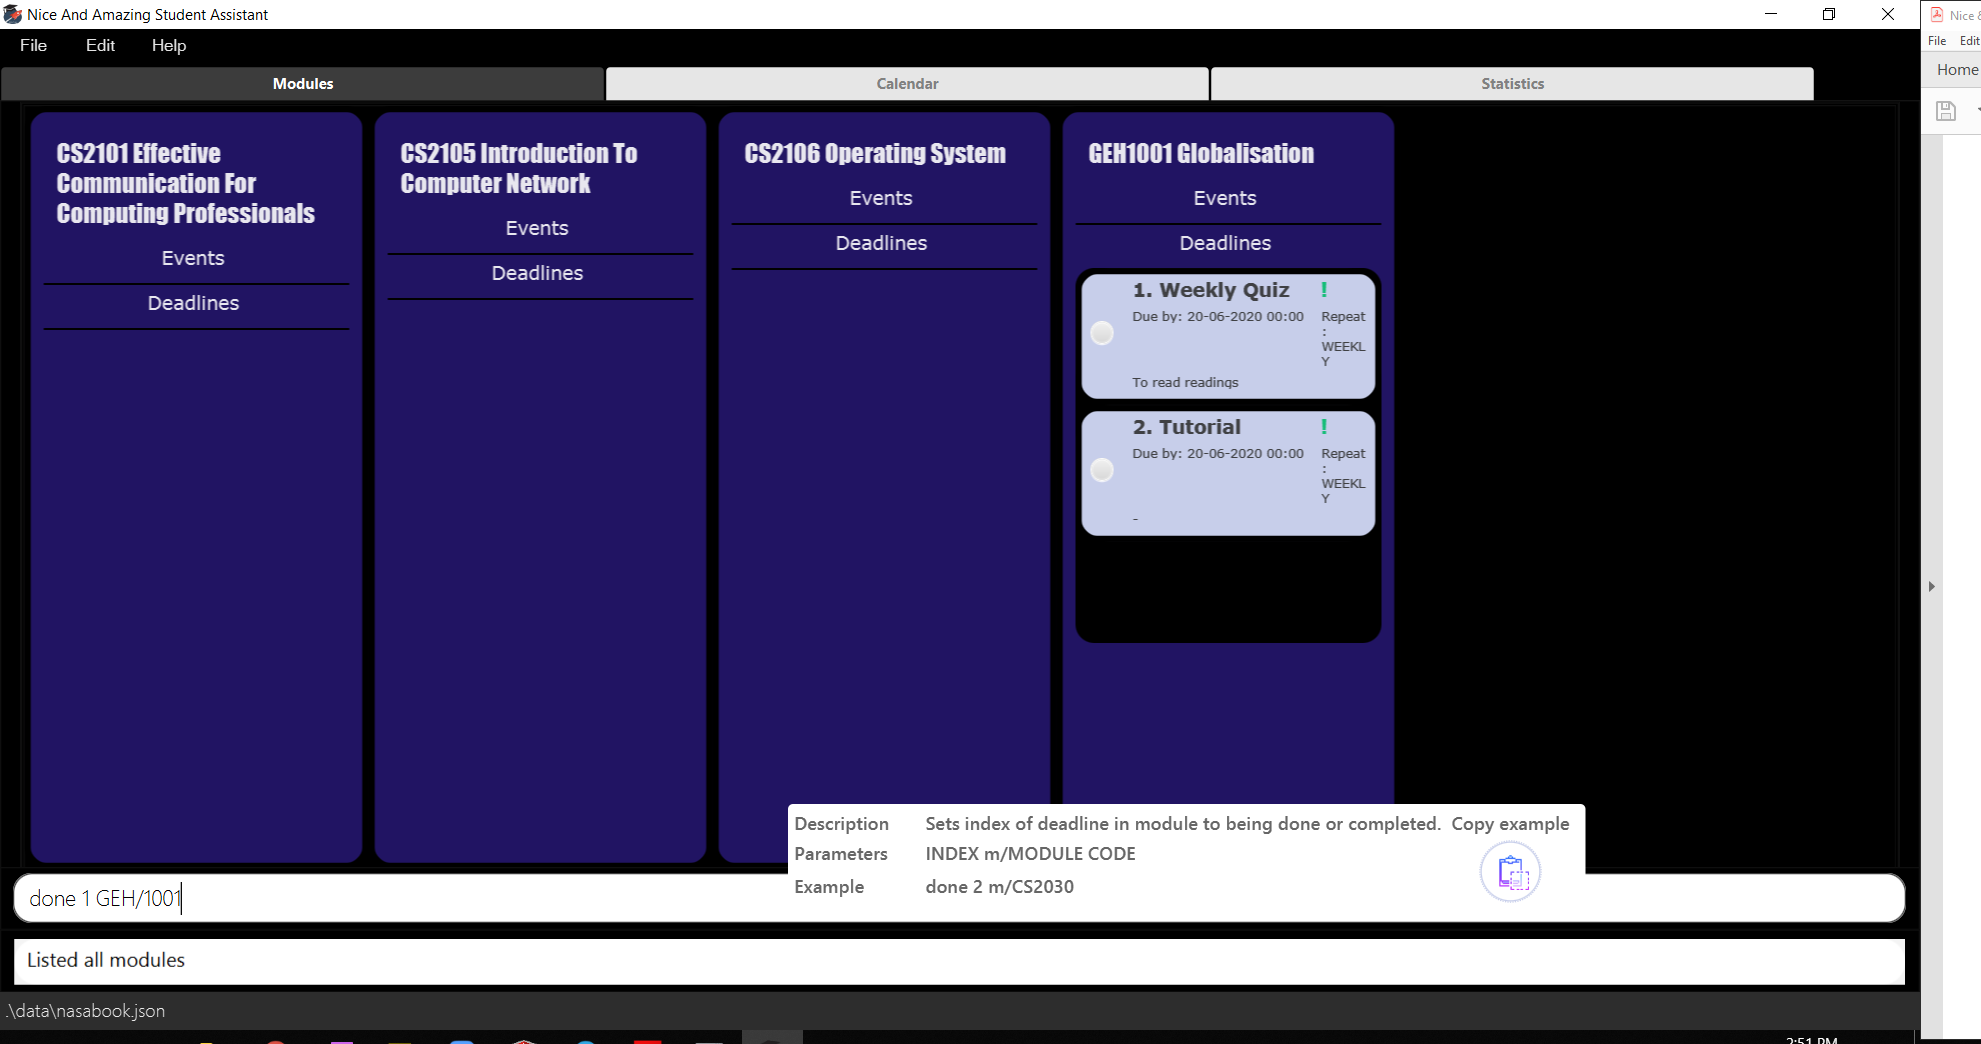 Nice And Amazing Student Assistant
File Edit Help
Modules Calendar Statistics
CS2101 Effective
Communication For
Computing Professionals
Events
Deadlines
CS2105 Introduction To
Computer Network
Events
Deadlines
CS2106 Operating System
Events
Deadlines
GEH1001 Globalisation
Events
Deadlines
1. Weekly Quiz !
Due by: 20-06-2020 00:00
Repeat
:
WEEKL
Y
To read readings
2. Tutorial !
Due by: 20-06-2020 00:00
Repeat
:
WEEKL
Y
-
Description Sets index of deadline in module to being done or completed. Copy example
Parameters INDEX m/MODULE CODE
Example done 2 m/CS2030
done 1 GEH/1001
Listed all modules
.\data\nasabook.json
Nice &
File Edit
Home
2:51 PM